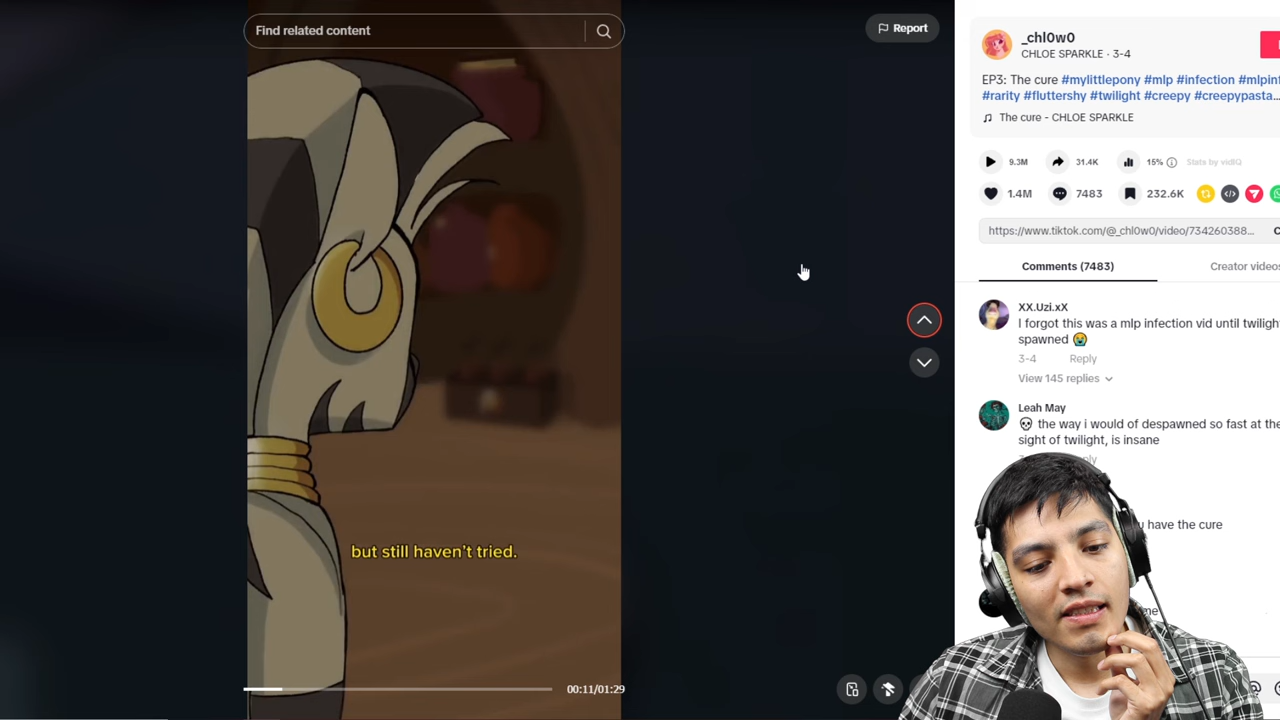 Find related content
Report
but still haven't tried.
00:11/01:29
_chl0w0
CHLOE SPARKLE · 3-4
EP3: The cure #mylittlepony #mlp #infection #mlpinf
#rarity #fluttershy #twilight #creepy #creepypasta...
The cure - CHLOE SPARKLE
9.3M
31.4K
15%
Stats by vidIQ
1.4M
7483
232.6K
https://www.tiktok.com/@_chl0w0/video/734260388...
Comments (7483)
Creator videos
XX.Uzi.xX
I forgot this was a mlp infection vid until twilight
spawned 😭
3-4
Reply
View 145 replies
Leah May
💀 the way i would of despawned so fast at the
sight of twilight, is insane
have the cure